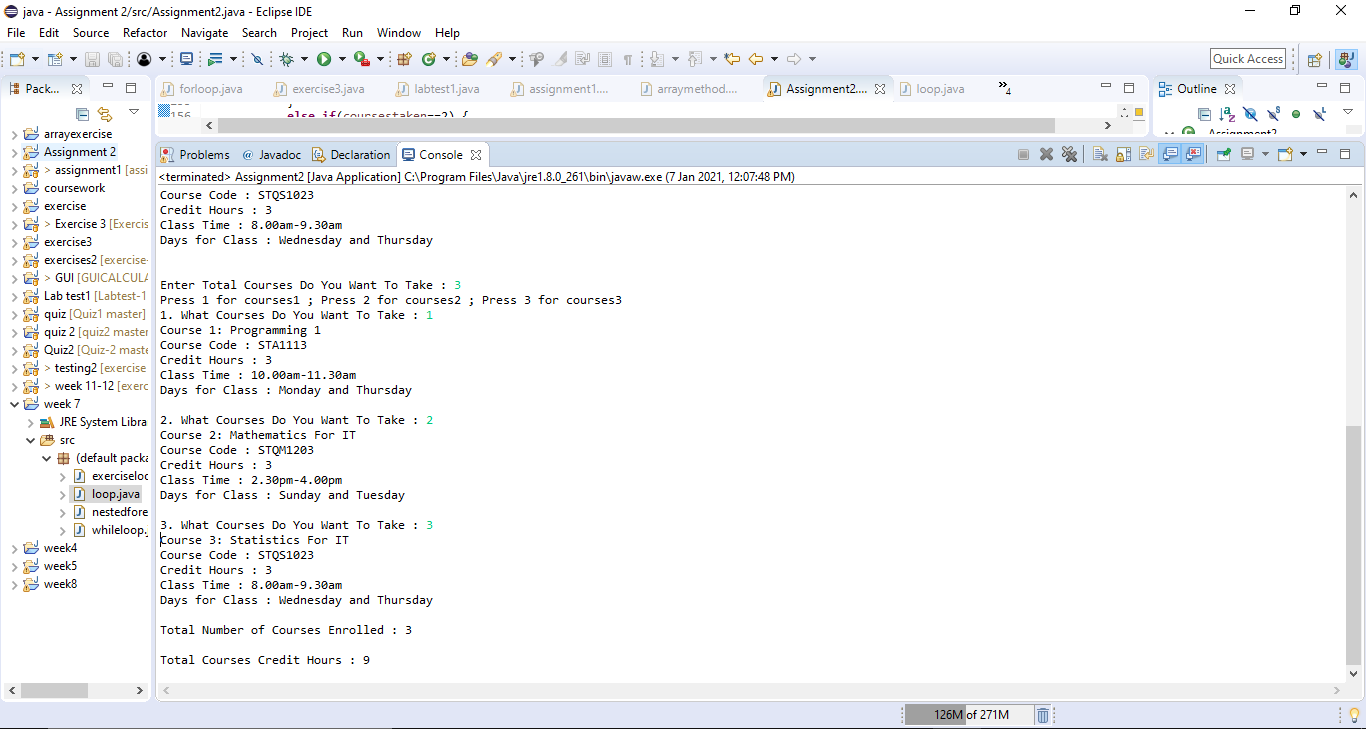 java - Assignment 2/src/Assignment2.java - Eclipse IDE
File Edit Source Refactor Navigate Search Project Run Window Help
Quick Access
Pack...
forloop.java exercise3.java labtest1.java assignment1.... arraymethod.... Assignment2.... loop.java »4
Outline
156 else if(coursestaken==2) {
Assignment2
arrayexercise
Assignment 2
> assignment1 [assi
coursework
exercise
> Exercise 3 [Exercis
exercise3
exercises2 [exercise-
> GUI [GUICALCULA
Lab test1 [Labtest-1
quiz [Quiz1 master]
quiz 2 [quiz2 master
Quiz2 [Quiz-2 maste
> testing2 [exercise
> week 11-12 [exerc
week 7
JRE System Libra
src
(default packa
exerciseloc
loop.java
nestedfore
whileloop.
week4
week5
week8
Problems @ Javadoc Declaration Console
<terminated> Assignment2 [Java Application] C:\Program Files\Java\jre1.8.0_261\bin\javaw.exe (7 Jan 2021, 12:07:48 PM)
Course Code : STQS1023
Credit Hours : 3
Class Time : 8.00am-9.30am
Days for Class : Wednesday and Thursday
Enter Total Courses Do You Want To Take : 3
Press 1 for courses1 ; Press 2 for courses2 ; Press 3 for courses3
1. What Courses Do You Want To Take : 1
Course 1: Programming 1
Course Code : STA1113
Credit Hours : 3
Class Time : 10.00am-11.30am
Days for Class : Monday and Thursday
2. What Courses Do You Want To Take : 2
Course 2: Mathematics For IT
Course Code : STQM1203
Credit Hours : 3
Class Time : 2.30pm-4.00pm
Days for Class : Sunday and Tuesday
3. What Courses Do You Want To Take : 3
Course 3: Statistics For IT
Course Code : STQS1023
Credit Hours : 3
Class Time : 8.00am-9.30am
Days for Class : Wednesday and Thursday
Total Number of Courses Enrolled : 3
Total Courses Credit Hours : 9
126M of 271M